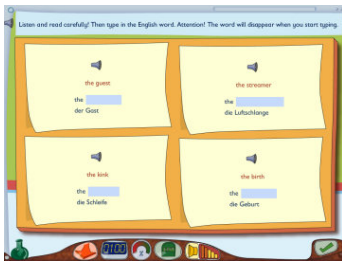 Listen and read carefully! Then type in the English word. Attention! The word will disappear when you start typing.
the guest
the
der Gast
the streamer
the
die Luftschlange
the kink
the
die Schleife
the birth
the
die Geburt
0100